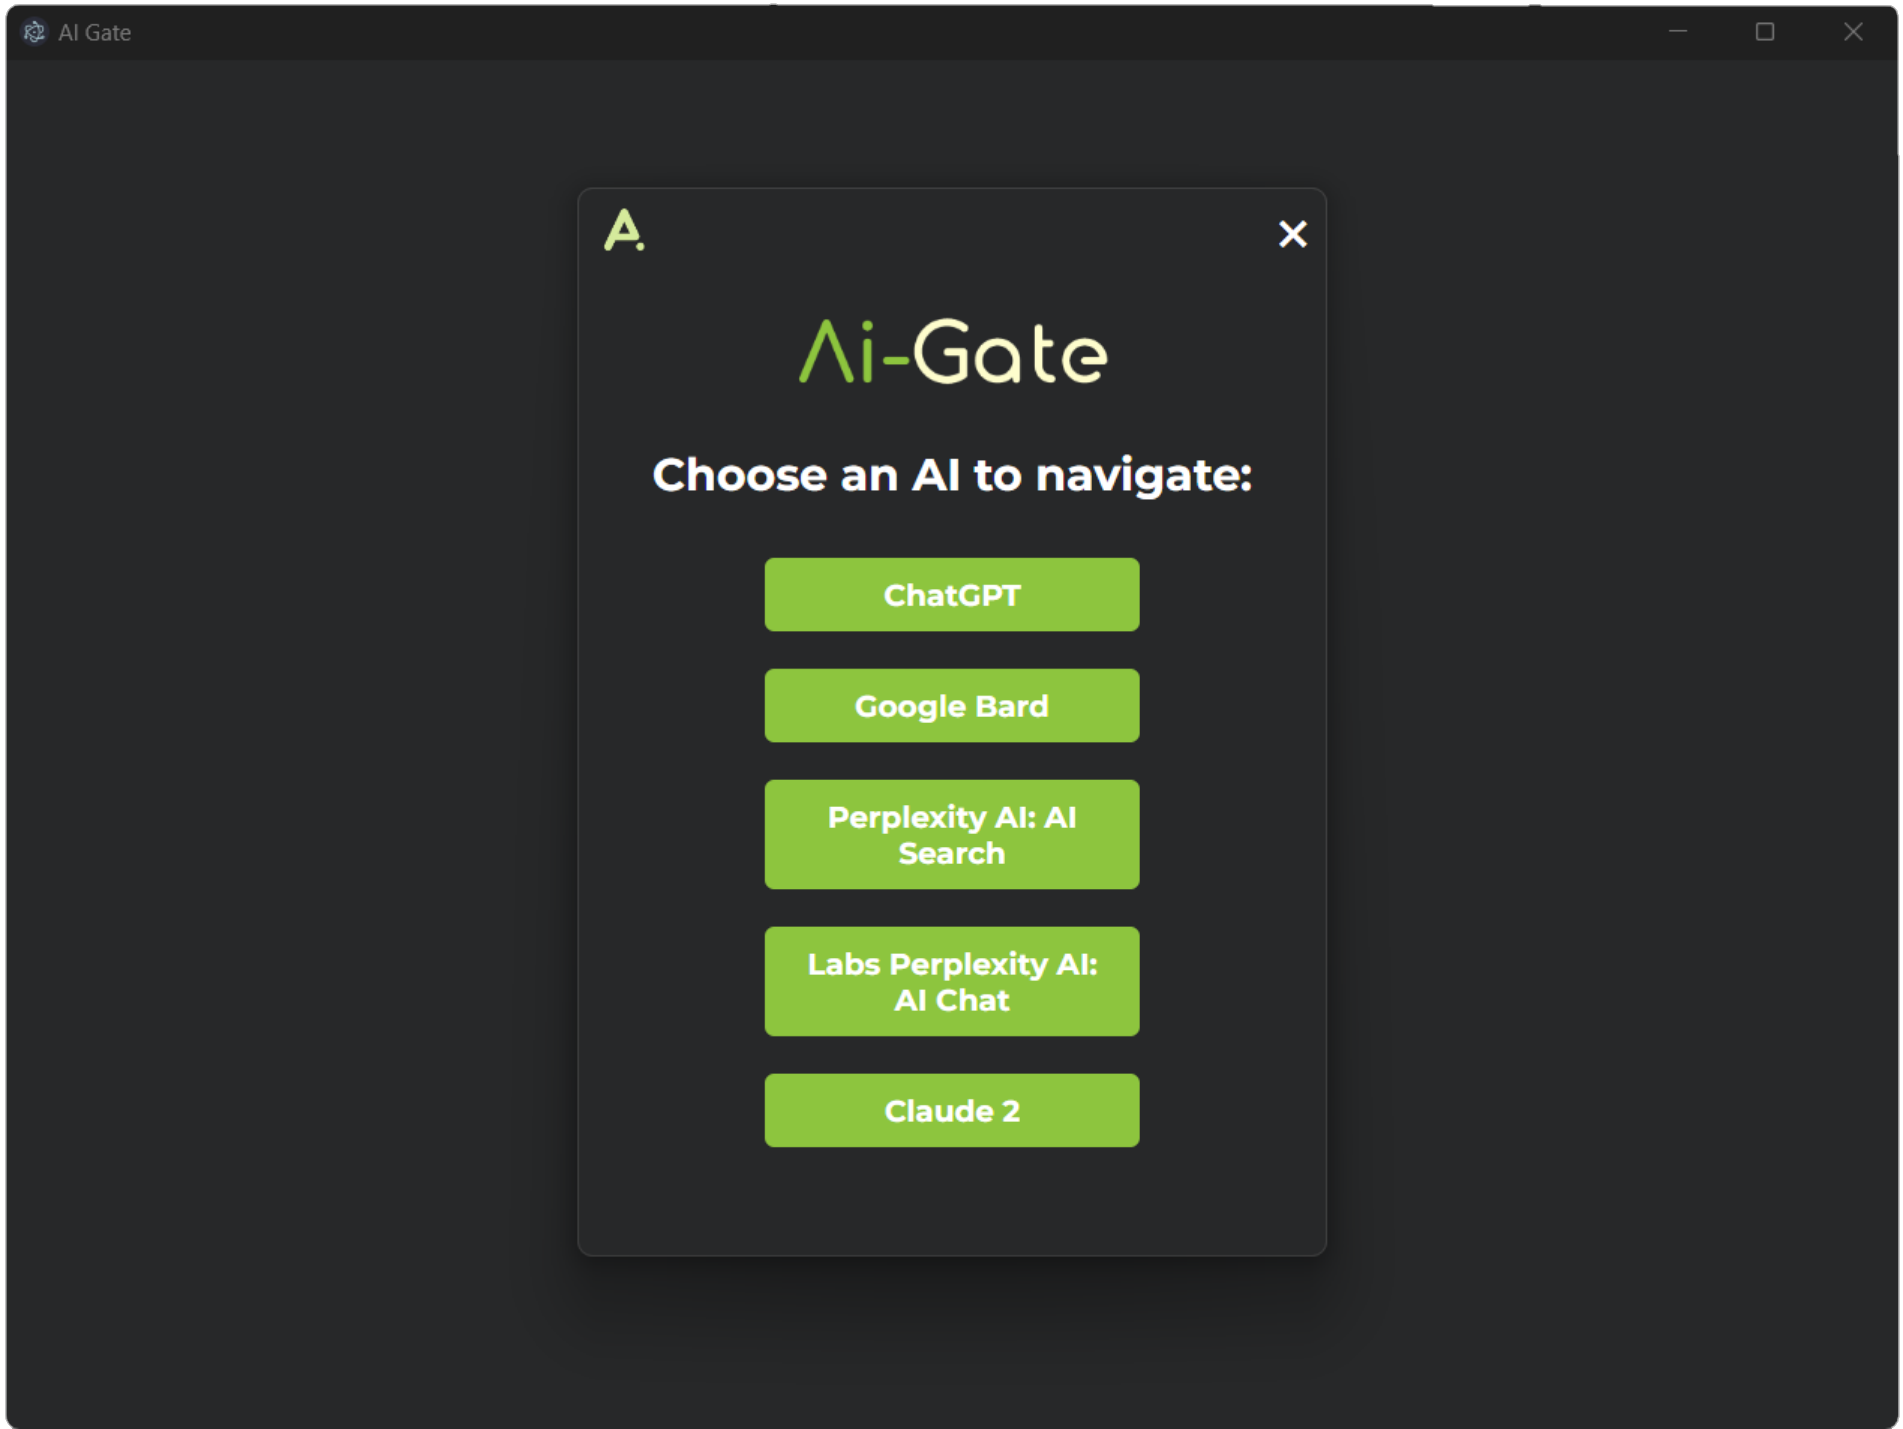 AI Gate
A.
Ai-Gate
Choose an AI to navigate:
ChatGPT
Google Bard
Perplexity AI: AI
Search
Labs Perplexity AI:
AI Chat
Claude 2